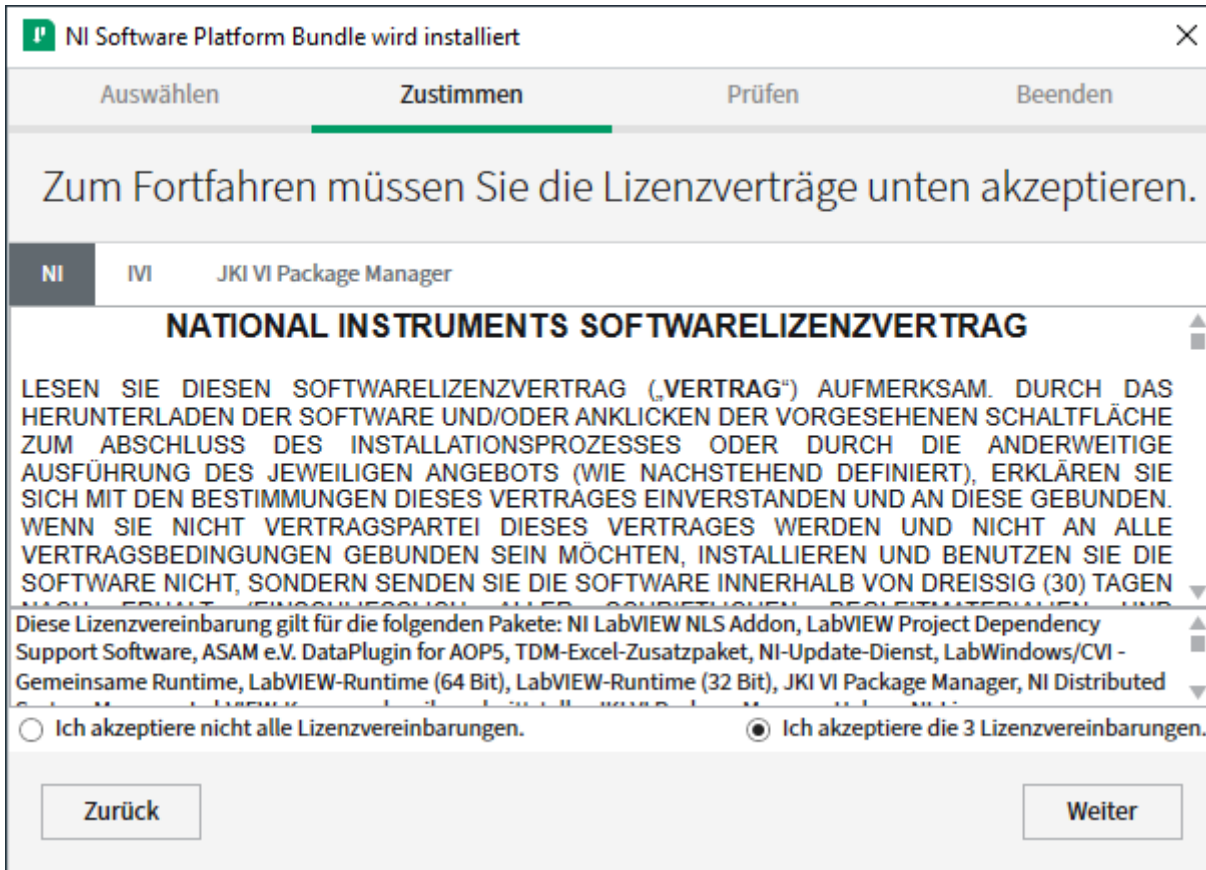 NI Software Platform Bundle wird installiert
Auswählen Zustimmen Prüfen Beenden
Zum Fortfahren müssen Sie die Lizenzverträge unten akzeptieren.
NI IVI JKI VI Package Manager
NATIONAL INSTRUMENTS SOFTWARELIZENZVERTRAG
LESEN SIE DIESEN SOFTWARELIZENZVERTRAG („VERTRAG“) AUFMERKSAM. DURCH DAS
HERUNTERLADEN DER SOFTWARE UND/ODER ANKLICKEN DER VORGESEHENEN SCHALTFLÄCHE
ZUM ABSCHLUSS DES INSTALLATIONSPROZESSES ODER DURCH DIE ANDERWEITIGE
AUSFÜHRUNG DES JEWEILIGEN ANGEBOTS (WIE NACHSTEHEND DEFINIERT), ERKLÄREN SIE
SICH MIT DEN BESTIMMUNGEN DIESES VERTRAGES EINVERSTANDEN UND AN DIESE GEBUNDEN.
WENN SIE NICHT VERTRAGSPARTEI DIESES VERTRAGES WERDEN UND NICHT AN ALLE
VERTRAGSBEDINGUNGEN GEBUNDEN SEIN MÖCHTEN, INSTALLIEREN UND BENUTZEN SIE DIE
SOFTWARE NICHT, SONDERN SENDEN SIE DIE SOFTWARE INNERHALB VON DREISSIG (30) TAGEN
NACH ERHALT (EINSCHLIESSLICH ALLER SCHRIFTLICHEN BEGLEITMATERIALIEN UND
Diese Lizenzvereinbarung gilt für die folgenden Pakete: NI LabVIEW NLS Addon, LabVIEW Project Dependency
Support Software, ASAM e.V. DataPlugin for AOP5, TDM-Excel-Zusatzpaket, NI-Update-Dienst, LabWindows/CVI -
Gemeinsame Runtime, LabVIEW-Runtime (64 Bit), LabVIEW-Runtime (32 Bit), JKI VI Package Manager, NI Distributed
Ich akzeptiere nicht alle Lizenzvereinbarungen. Ich akzeptiere die 3 Lizenzvereinbarungen.
Zurück Weiter